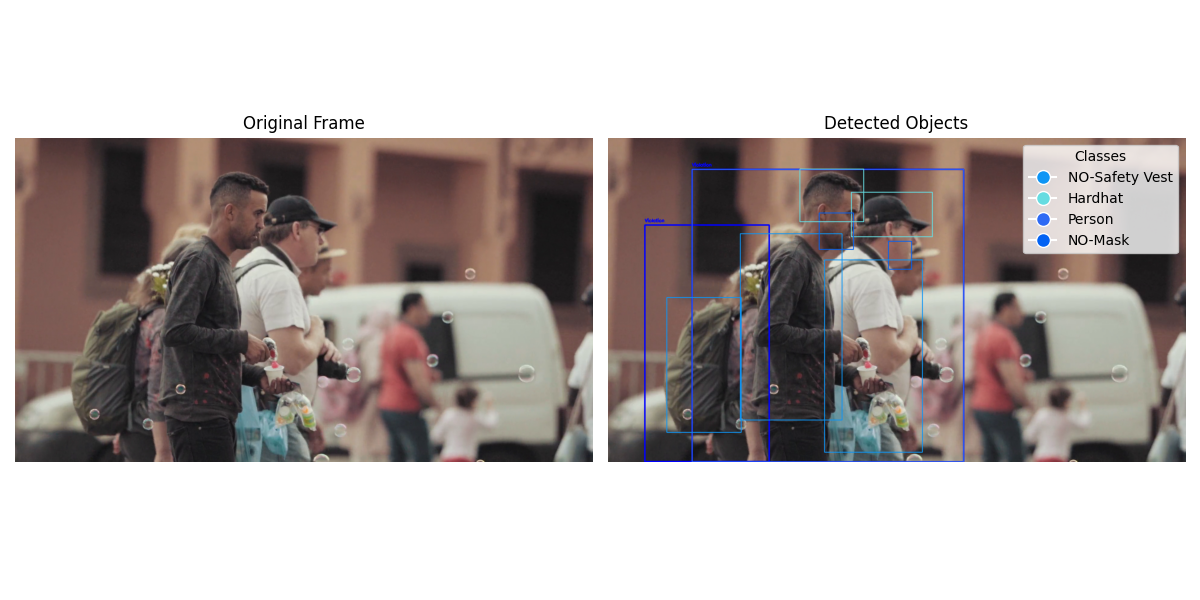 Original Frame
Detected Objects
Classes
NO-Safety Vest
Hardhat
Person
NO-Mask